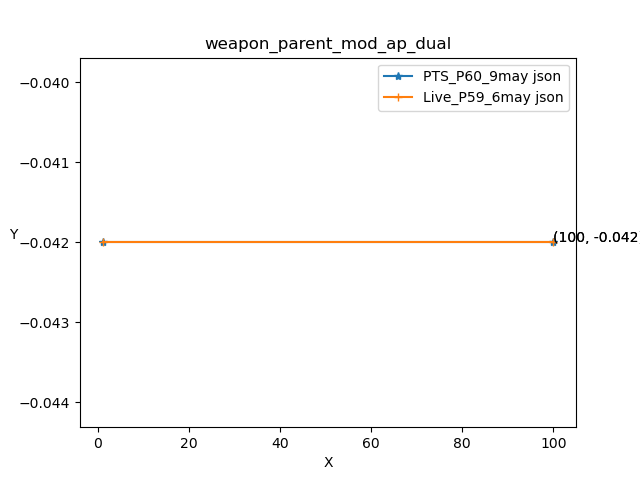 weapon_parent_mod_ap_dual
PTS_P60_9may json
Live_P59_6may json
−0.040
−0.041
−0.042
−0.043
−0.044
Y
(100, -0.042
0
20
40
60
80
100
X